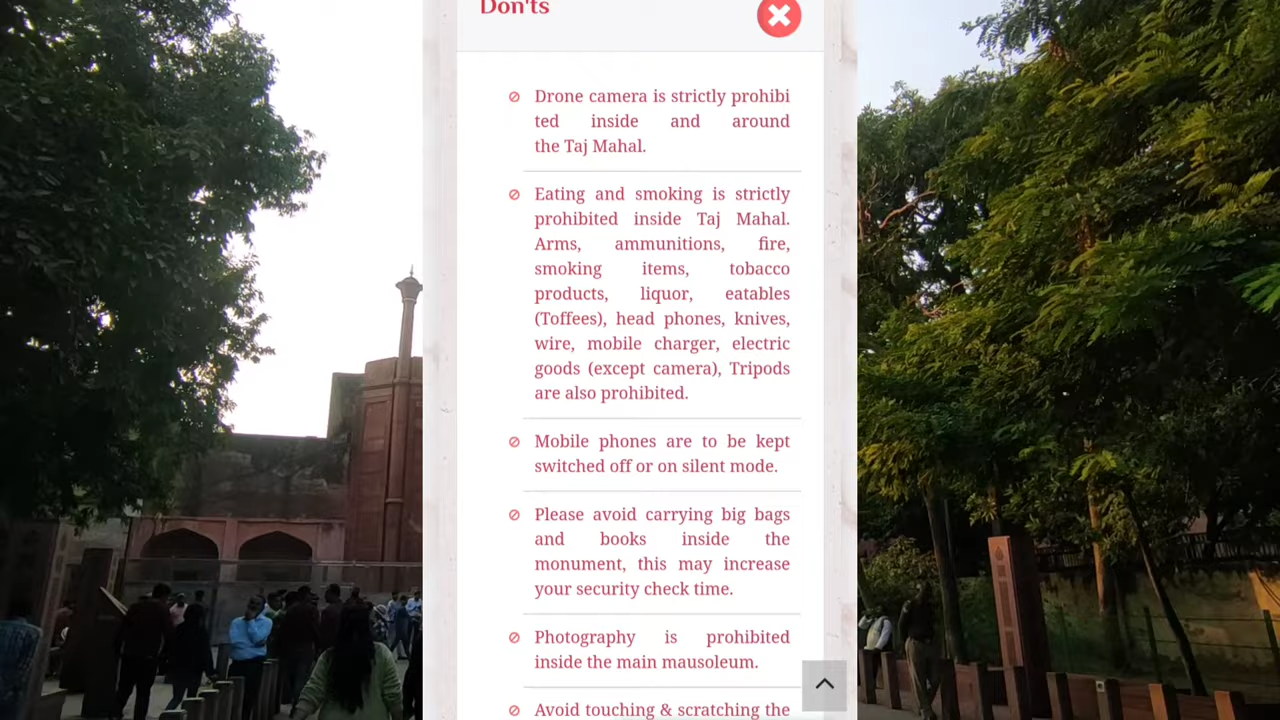 Don'ts
Drone camera is strictly prohibi
ted inside and around
the Taj Mahal.
Eating and smoking is strictly
prohibited inside Taj Mahal.
Arms, ammunitions, fire,
smoking items, tobacco
products, liquor, eatables
(Toffees), head phones, knives,
wire, mobile charger, electric
goods (except camera), Tripods
are also prohibited.
Mobile phones are to be kept
switched off or on silent mode.
Please avoid carrying big bags
and books inside the
monument, this may increase
your security check time.
Photography is prohibited
inside the main mausoleum.
Avoid touching & scratching the